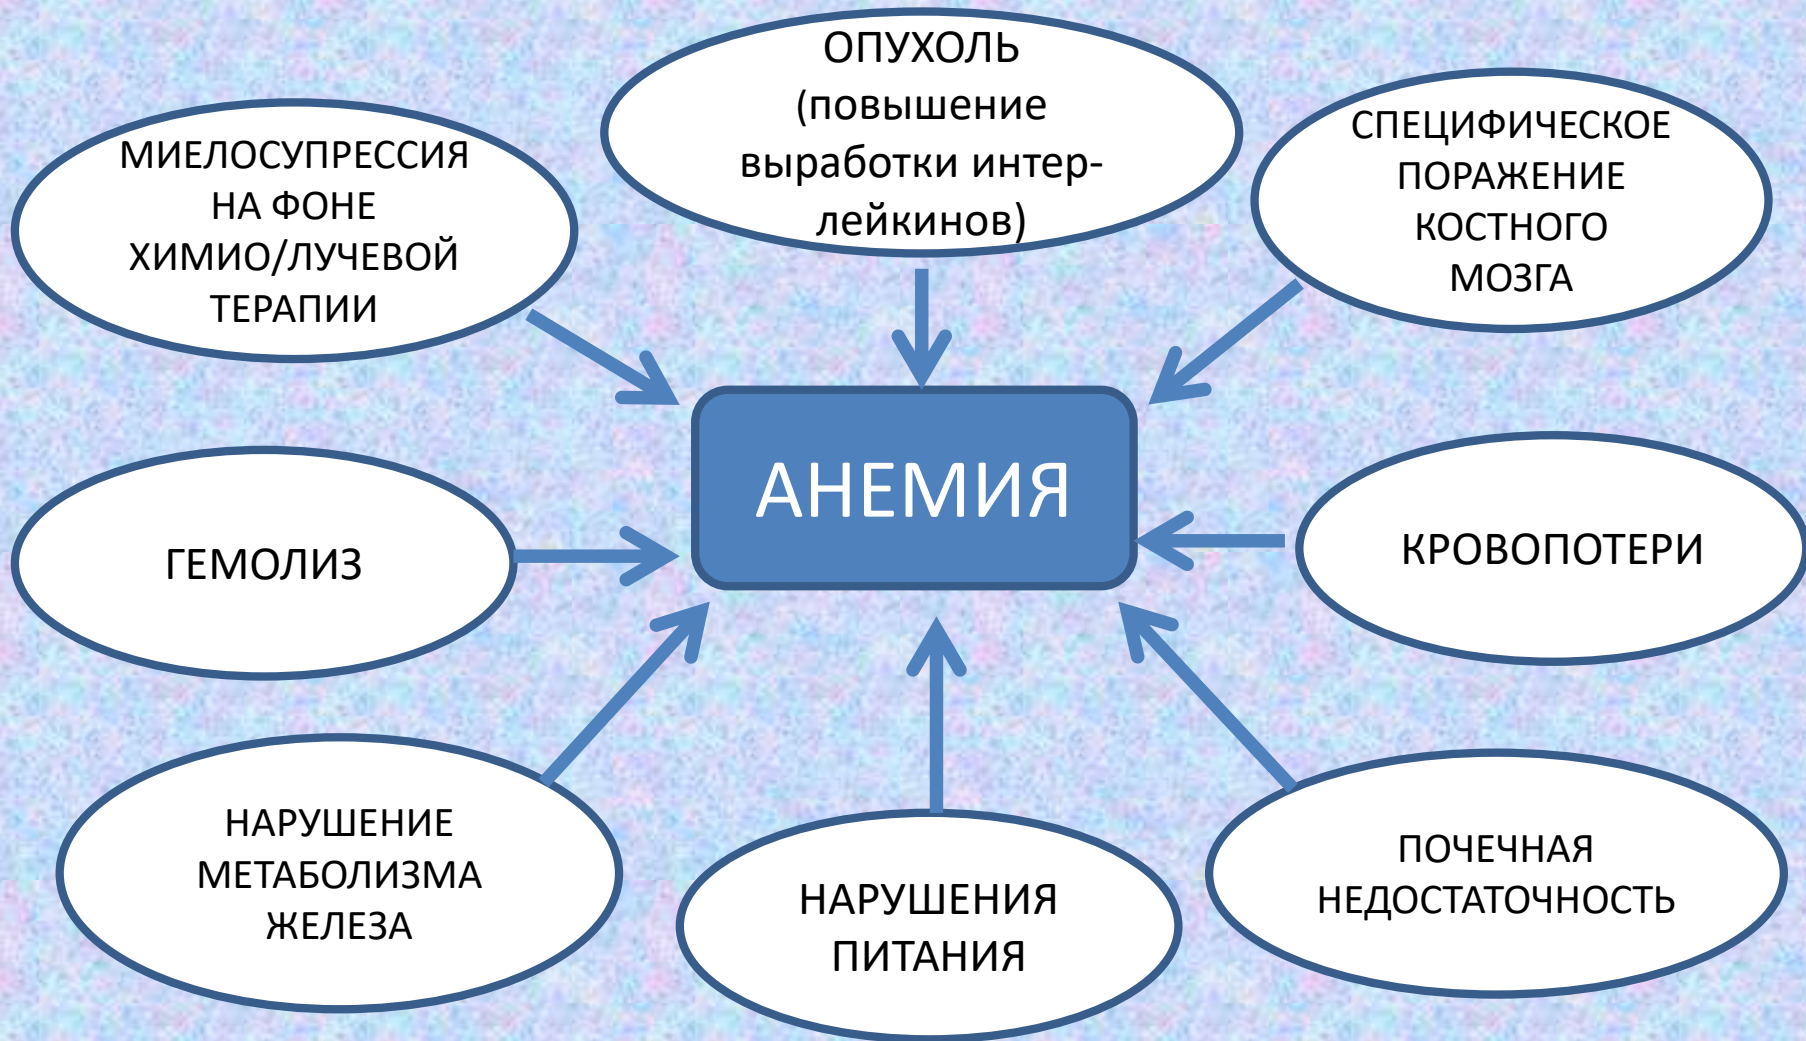 ОПУХОЛЬ
(повышение
выработки интер-
лейкинов)
МИЕЛОСУПРЕССИЯ
НА ФОНЕ
ХИМИО/ЛУЧЕВОЙ
ТЕРАПИИ
СПЕЦИФИЧЕСКОЕ
ПОРАЖЕНИЕ
КОСТНОГО
МОЗГА
АНЕМИЯ
ГЕМОЛИЗ
КРОВОПОТЕРИ
НАРУШЕНИЕ
МЕТАБОЛИЗМА
ЖЕЛЕЗА
НАРУШЕНИЯ
ПИТАНИЯ
ПОЧЕЧНАЯ
НЕДОСТАТОЧНОСТЬ